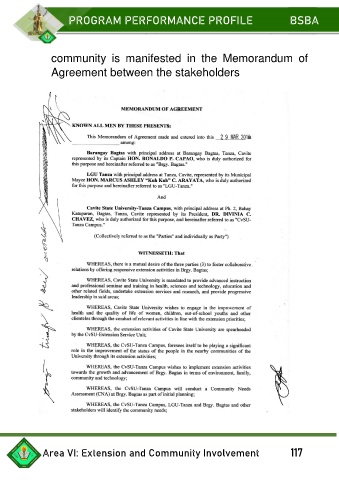 PROGRAM PERFORMANCE PROFILE BSBA
community is manifested in the Memorandum of
Agreement between the stakeholders
MEMORANDUM OF AGREEMENT
KNOWN ALL MEN BY THESE PRESENTS:
This Memorandum of Agreement made and entered into this 20 MAR
among:
Barangay Bagtas with principal address at Barangay Bagtas, Tanza, Cavite
represented by its Captain HON. RONALDO P. CAPAO, who is duly authorized for
this purpose and hereinafter referred to as "Brgy. Bagtas."
LGU Tanza with principal address at Tanza, Cavite, represented by its Municipal
Mayor HON. MARCUS ASHLEY "Kuh Kuh" C. ARAYATA, who is duly authorized
for this purpose and hereinafter referred to as "LGU-Tanza."
And
Cavite State University-Tanza Campus, with principal address at Ph. 2, Bahay
Katuparan, Bagtas, Tanza, Cavite represented by its President, DR. DIVINIA C.
CHAVEZ, who is duly authorized for this purpose, and hereinafter referred to as "CvSU-
Tanza Campus."
(Collectively referred to as the "Parties" and individually as Party")
WITNESSETH: That
WHEREAS, there is a mutual desire of the three parties (3) to foster collaborative
relations by offering responsive extension activities in Brgy. Bagtas;
WHEREAS, Cavite State University is mandated to provide advanced instruction
and professional seminar and training in health, sciences and technology, education and
other related fields, undertake extension services and research, and provide progressive
leadership in said areas;
WHEREAS, Cavite State University wishes to engage in the improvement of
health and the quality of life of women, children, out-of-school youths and other
clienteles through the conduct of relevant activities in line with the extension priorities;
WHEREAS, the extension activities of Cavite State University are spearheaded
by the CvSU-Extension Service Unit,
WHEREAS, the CvSU-Tanza Campus, foresees itself to be playing a significant
role in the improvement of the status of the people in the nearby communities of the
University through its extension activities;
WHEREAS, the CvSU-Tanza Campus wishes to implement extension activities
towards the growth and advancement of Brgy. Bagtas in terms of environment, family,
community and technology;
WHEREAS, the CvSU-Tanza Campus will conduct a Community Needs
Assessment (CNA) at Brgy. Bagtas as part of initial planning;
WHEREAS, the CvSU-Tanza Campus, LGU-Tanza and Brgy. Bagtas and other
stakeholders will identify the community needs;
Area VI: Extension and Community Involvement 117